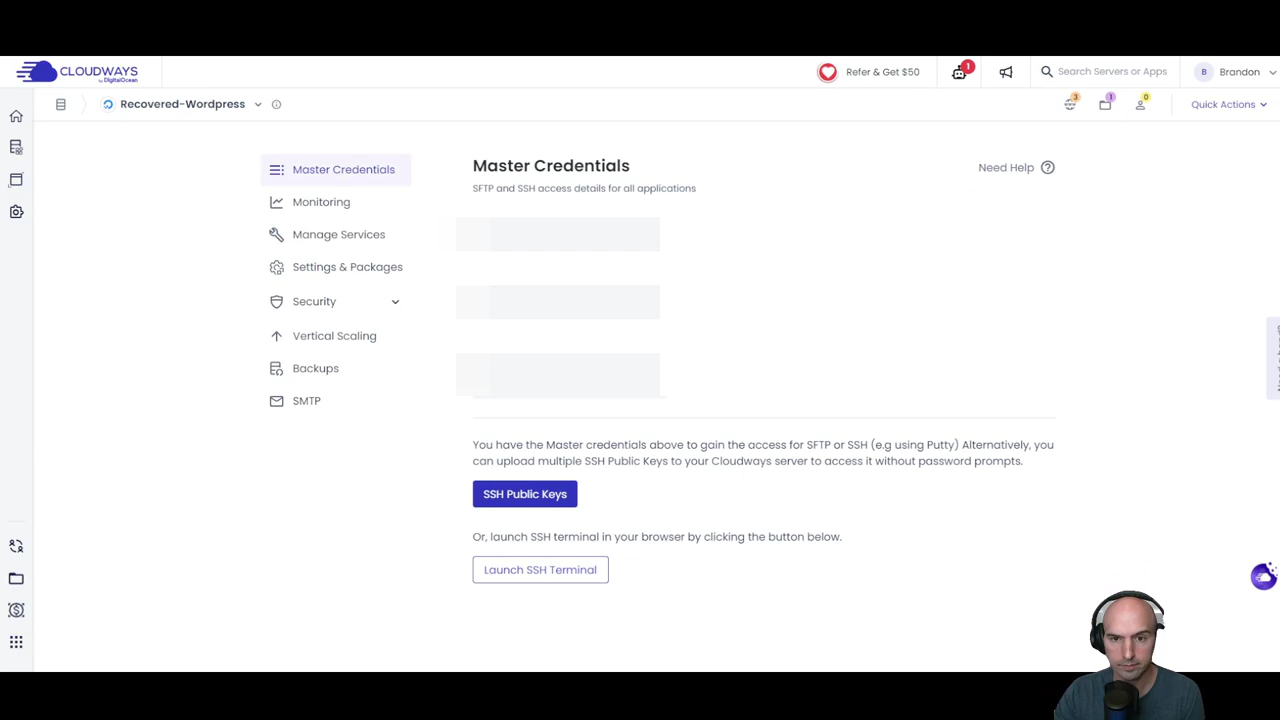 CLOUDWAYS
by DigitalOcean
Refer & Get $50
1
Search Servers or Apps
B
Brandon
Recovered-Wordpress
3
1
0
Quick Actions
Master Credentials
Monitoring
Manage Services
Settings & Packages
Security
Vertical Scaling
Backups
SMTP
Master Credentials
Need Help
SFTP and SSH access details for all applications
You have the Master credentials above to gain the access for SFTP or SSH (e.g using Putty) Alternatively, you
can upload multiple SSH Public Keys to your Cloudways server to access it without password prompts.
SSH Public Keys
Or, launch SSH terminal in your browser by clicking the button below.
Launch SSH Terminal